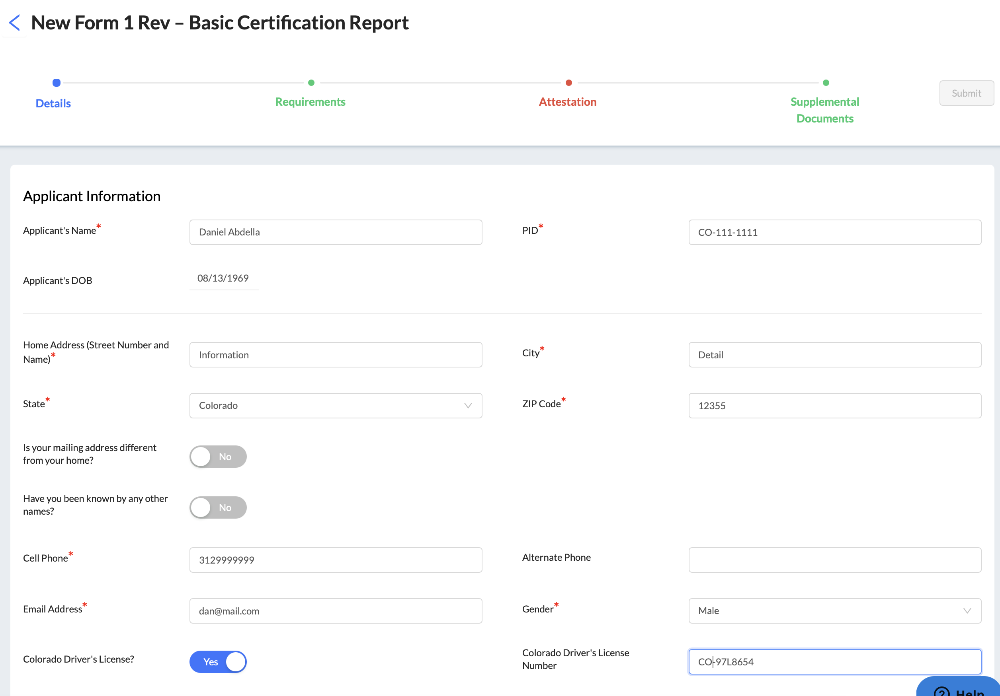 New Form 1 Rev – Basic Certification Report
Details
Requirements
Attestation
Supplemental
Documents
Submit
Applicant Information
Applicant's Name*
Daniel Abdella
PID*
CO-111-1111
Applicant's DOB
08/13/1969
Home Address (Street Number and
Name)*
Information
City*
Detail
State*
Colorado
ZIP Code*
12355
Is your mailing address different
from your home?
No
Have you been known by any other
names?
No
Cell Phone*
3129999999
Alternate Phone
Email Address*
dan@mail.com
Gender*
Male
Colorado Driver's License?
Yes
Colorado Driver's License
Number
CO-97L8654
Help